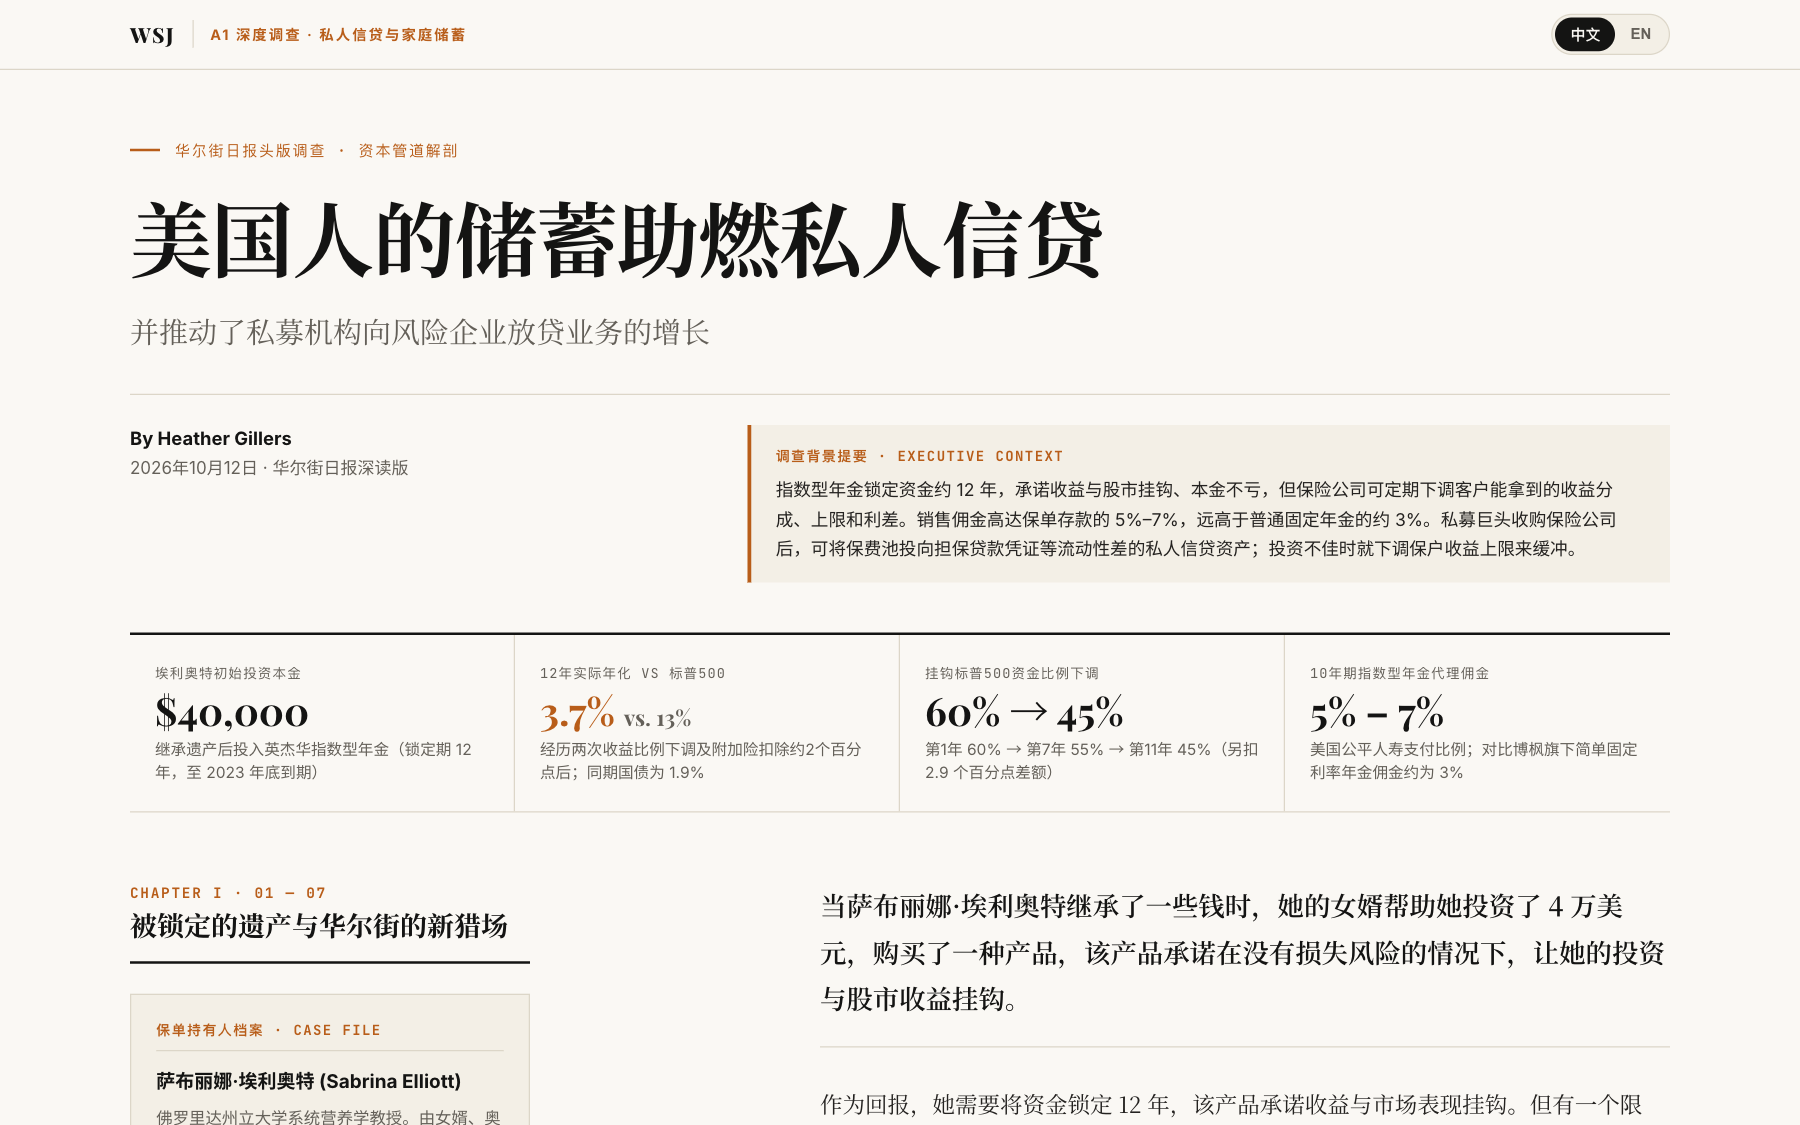 WSJ
A1 深度调查 · 私人信贷与家庭储蓄
中文
EN
华尔街日报头版调查 · 资本管道解剖
美国人的储蓄助燃私人信贷
并推动了私募机构向风险企业放贷业务的增长
By Heather Gillers
2026年10月12日 · 华尔街日报深读版
调查背景提要 · EXECUTIVE CONTEXT
指数型年金锁定资金约 12 年，承诺收益与股市挂钩、本金不亏，但保险公司可定期下调客户能拿到的收益分
成、上限和利差。销售佣金高达保单存款的 5%–7%，远高于普通固定年金的约 3%。私募巨头收购保险公司
后，可将保费池投向担保贷款凭证等流动性差的私人信贷资产；投资不佳时就下调保户收益上限来缓冲。
埃利奥特初始投资本金
$40,000
继承遗产后投入英杰华指数型年金（锁定期 12
年，至 2023 年底到期）
12年实际年化 VS 标普500
3.7% vs. 13%
经历两次收益比例下调及附加险扣除约2个百分
点后；同期国债为 1.9%
挂钩标普500资金比例下调
60% → 45%
第1年 60% → 第7年 55% → 第11年 45%（另扣
2.9 个百分点差额）
10年期指数型年金代理佣金
5% – 7%
美国公平人寿支付比例；对比博枫旗下简单固定
利率年金佣金约为 3%
CHAPTER I · 01 — 07
被锁定的遗产与华尔街的新猎场
保单持有人档案 · CASE FILE
萨布丽娜·埃利奥特 (Sabrina Elliott)
佛罗里达州立大学系统营养学教授。由女婿、奥
当萨布丽娜·埃利奥特继承了一些钱时，她的女婿帮助她投资了 4 万美
元，购买了一种产品，该产品承诺在没有损失风险的情况下，让她的投资
与股市收益挂钩。
作为回报，她需要将资金锁定 12 年，该产品承诺收益与市场表现挂钩。但有一个限